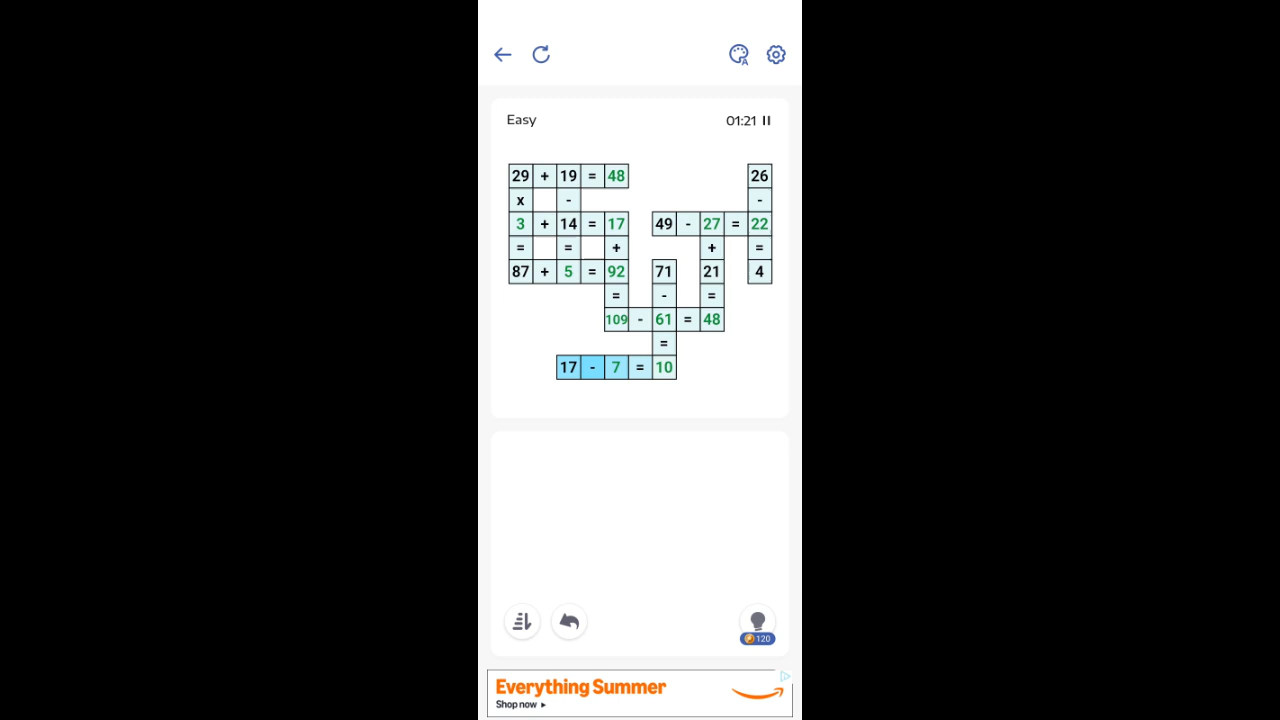 Easy 01:21
29 + 19 = 48 26
x - -
3 + 14 = 17 49 - 27 = 22
= = + + =
87 + 5 = 92 71 21 4
= - =
109 - 61 = 48
=
17 - 7 = 10
120
Everything Summer
Shop now